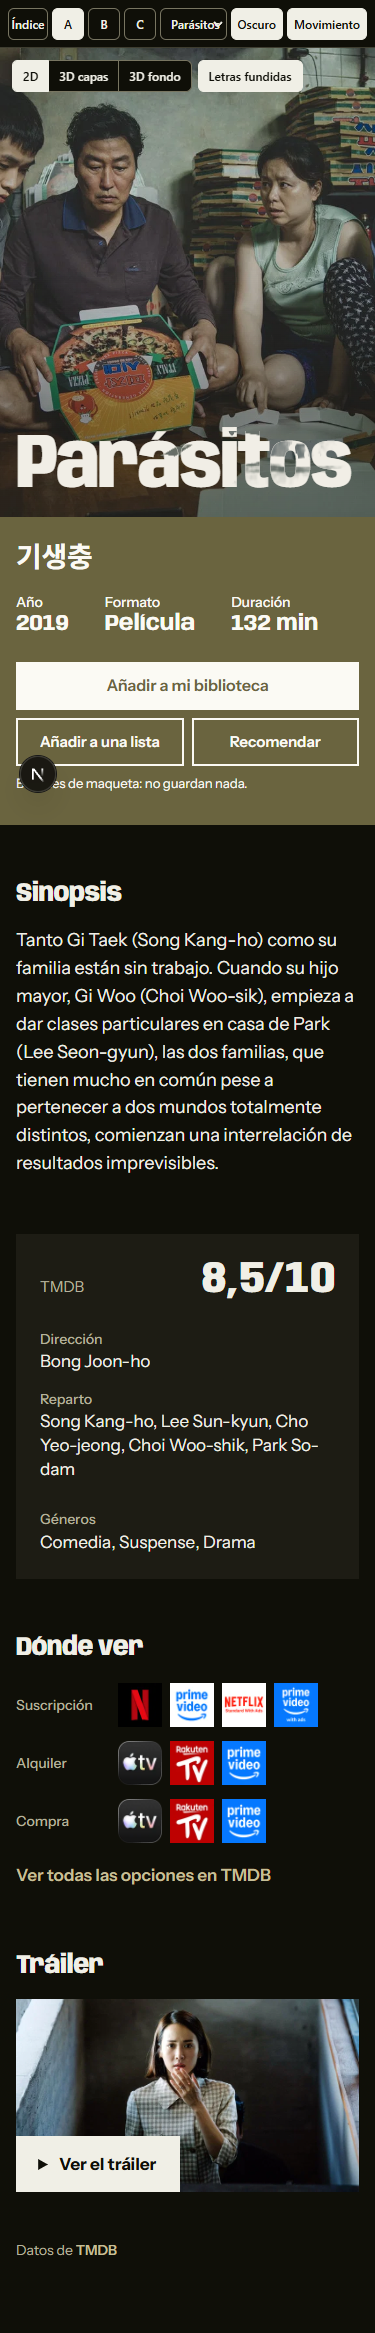 Índice A B C Parásitos Oscuro Movimiento
2D 3D capas 3D fondo Letras fundidas
Parásitos
기생충
Año Formato Duración
2019 Película 132 min
Añadir a mi biblioteca
Añadir a una lista Recomendar
de maqueta: no guardan nada.
N
Sinopsis
Tanto Gi Taek (Song Kang-ho) como su
familia están sin trabajo. Cuando su hijo
mayor, Gi Woo (Choi Woo-sik), empieza a
dar clases particulares en casa de Park
(Lee Seon-gyun), las dos familias, que
tienen mucho en común pese a
pertenecer a dos mundos totalmente
distintos, comienzan una interrelación de
resultados imprevisibles.
TMDB 8,5/10
Dirección
Bong Joon-ho
Reparto
Song Kang-ho, Lee Sun-kyun, Cho
Yeo-jeong, Choi Woo-shik, Park So-
dam
Géneros
Comedia, Suspense, Drama
Dónde ver
Suscripción N prime video NETFLIX Standard With Ads prime video with ads
Alquiler tv Rakuten TV prime video
Compra tv Rakuten TV prime video
Ver todas las opciones en TMDB
Tráiler
Ver el tráiler
Datos de TMDB